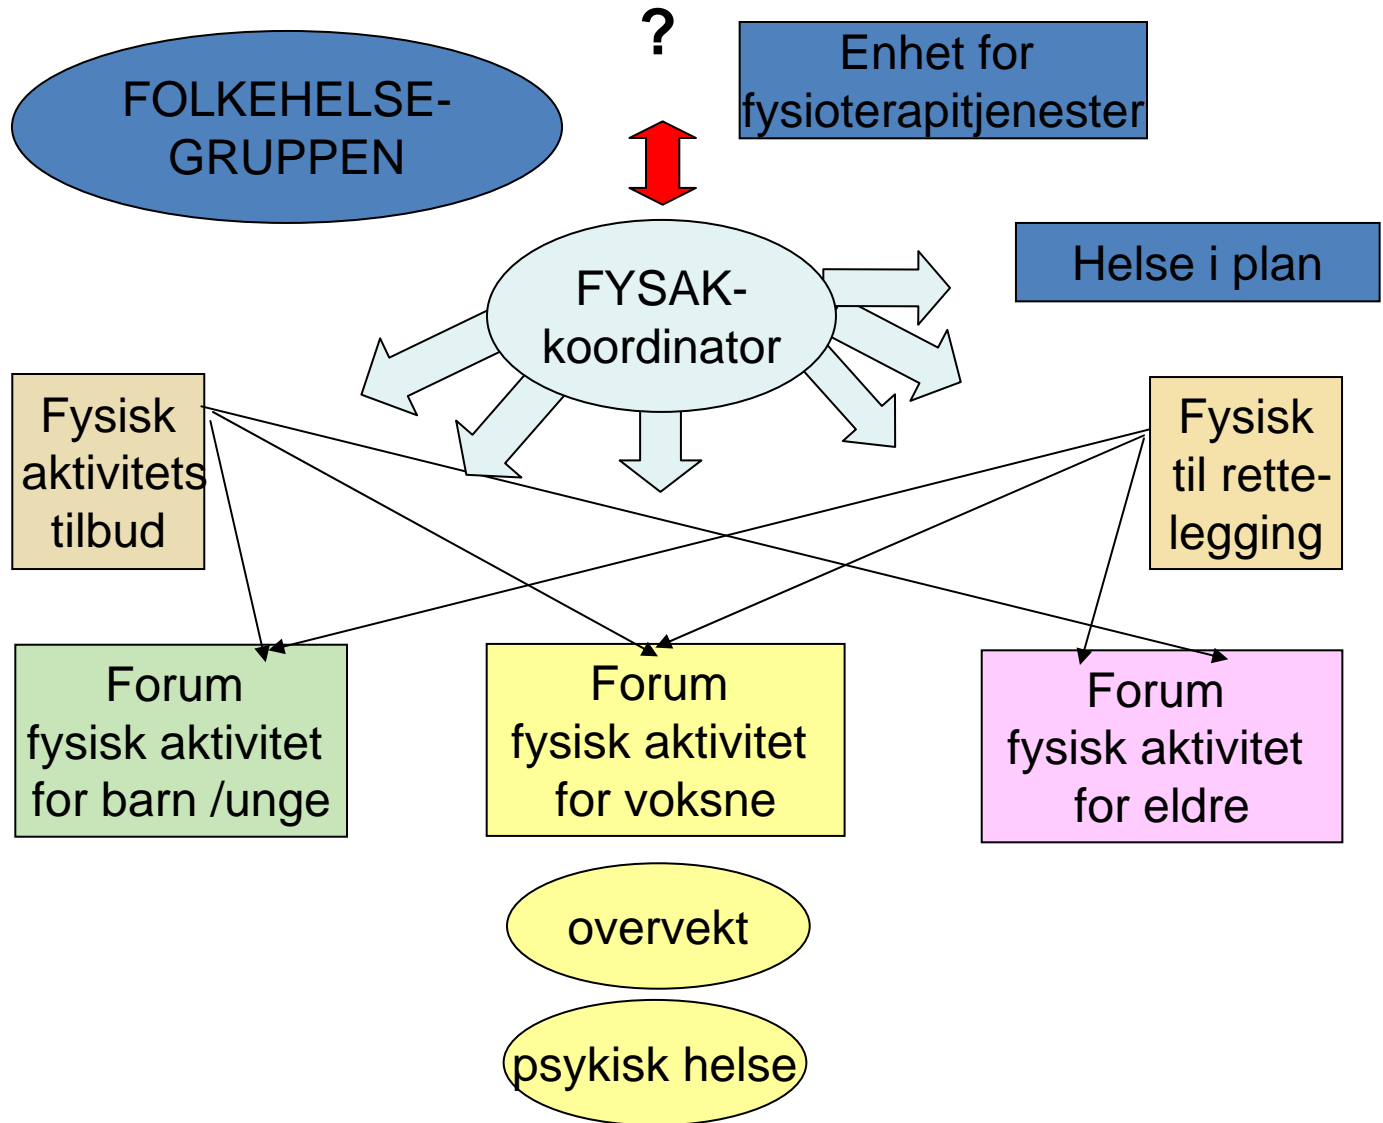 ?
FOLKEHELSE-
GRUPPEN
Enhet for
fysioterapitjenester
FYSAK-
koordinator
Helse i plan
Fysisk
aktivitets
tilbud
Fysisk
til rette-
legging
Forum
fysisk aktivitet
for barn /unge
Forum
fysisk aktivitet
for voksne
Forum
fysisk aktivitet
for eldre
overvekt
psykisk helse